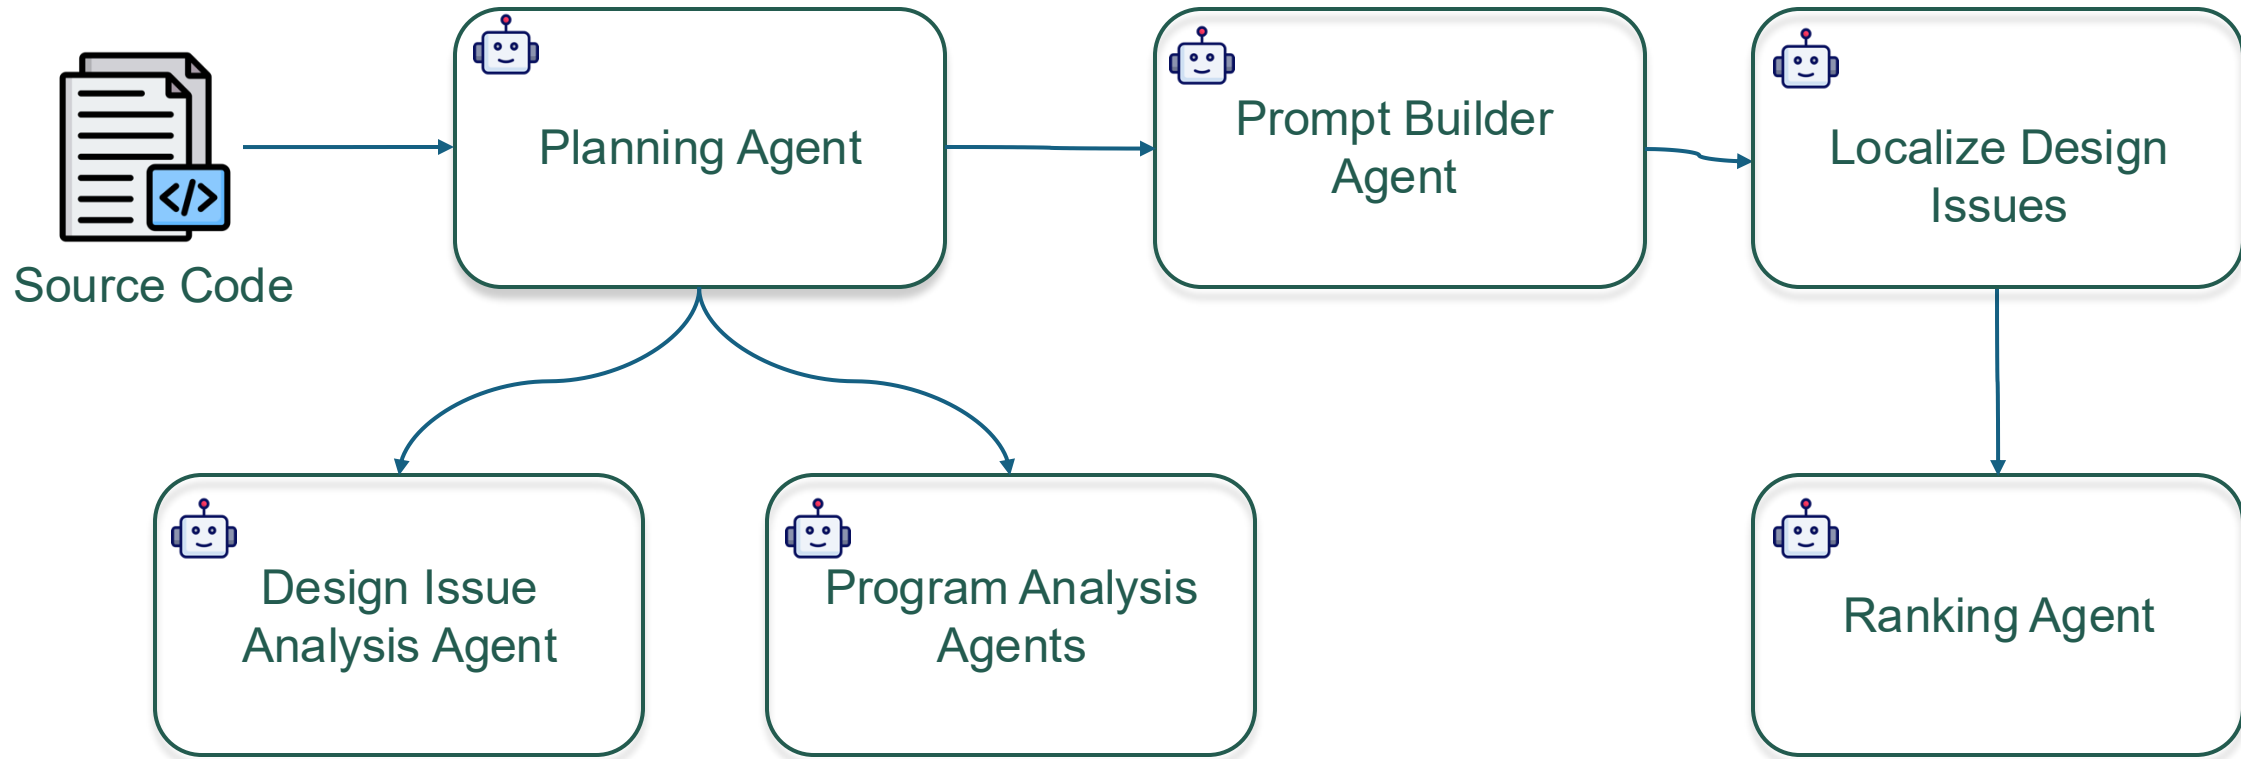 Source Code
</>
Planning Agent
Prompt Builder
Agent
Localize Design
Issues
Design Issue
Analysis Agent
Program Analysis
Agents
Ranking Agent